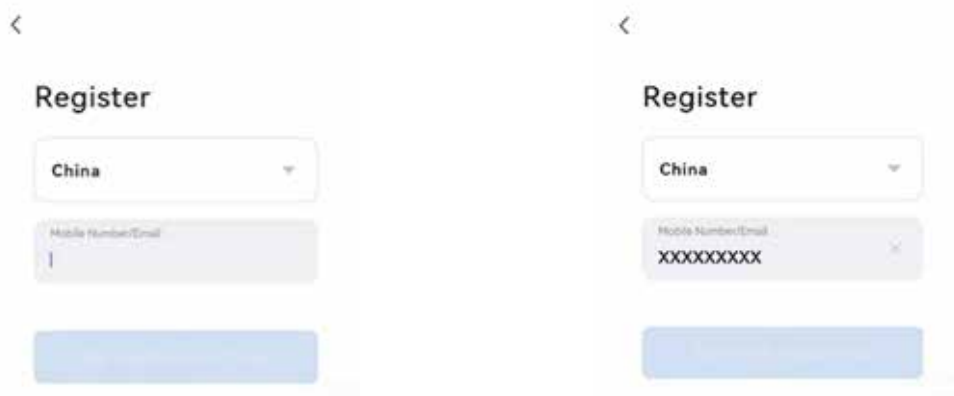 Register
China
Mobile Number/Email
Register
China
Mobile Number/Email
XXXXXXXXX